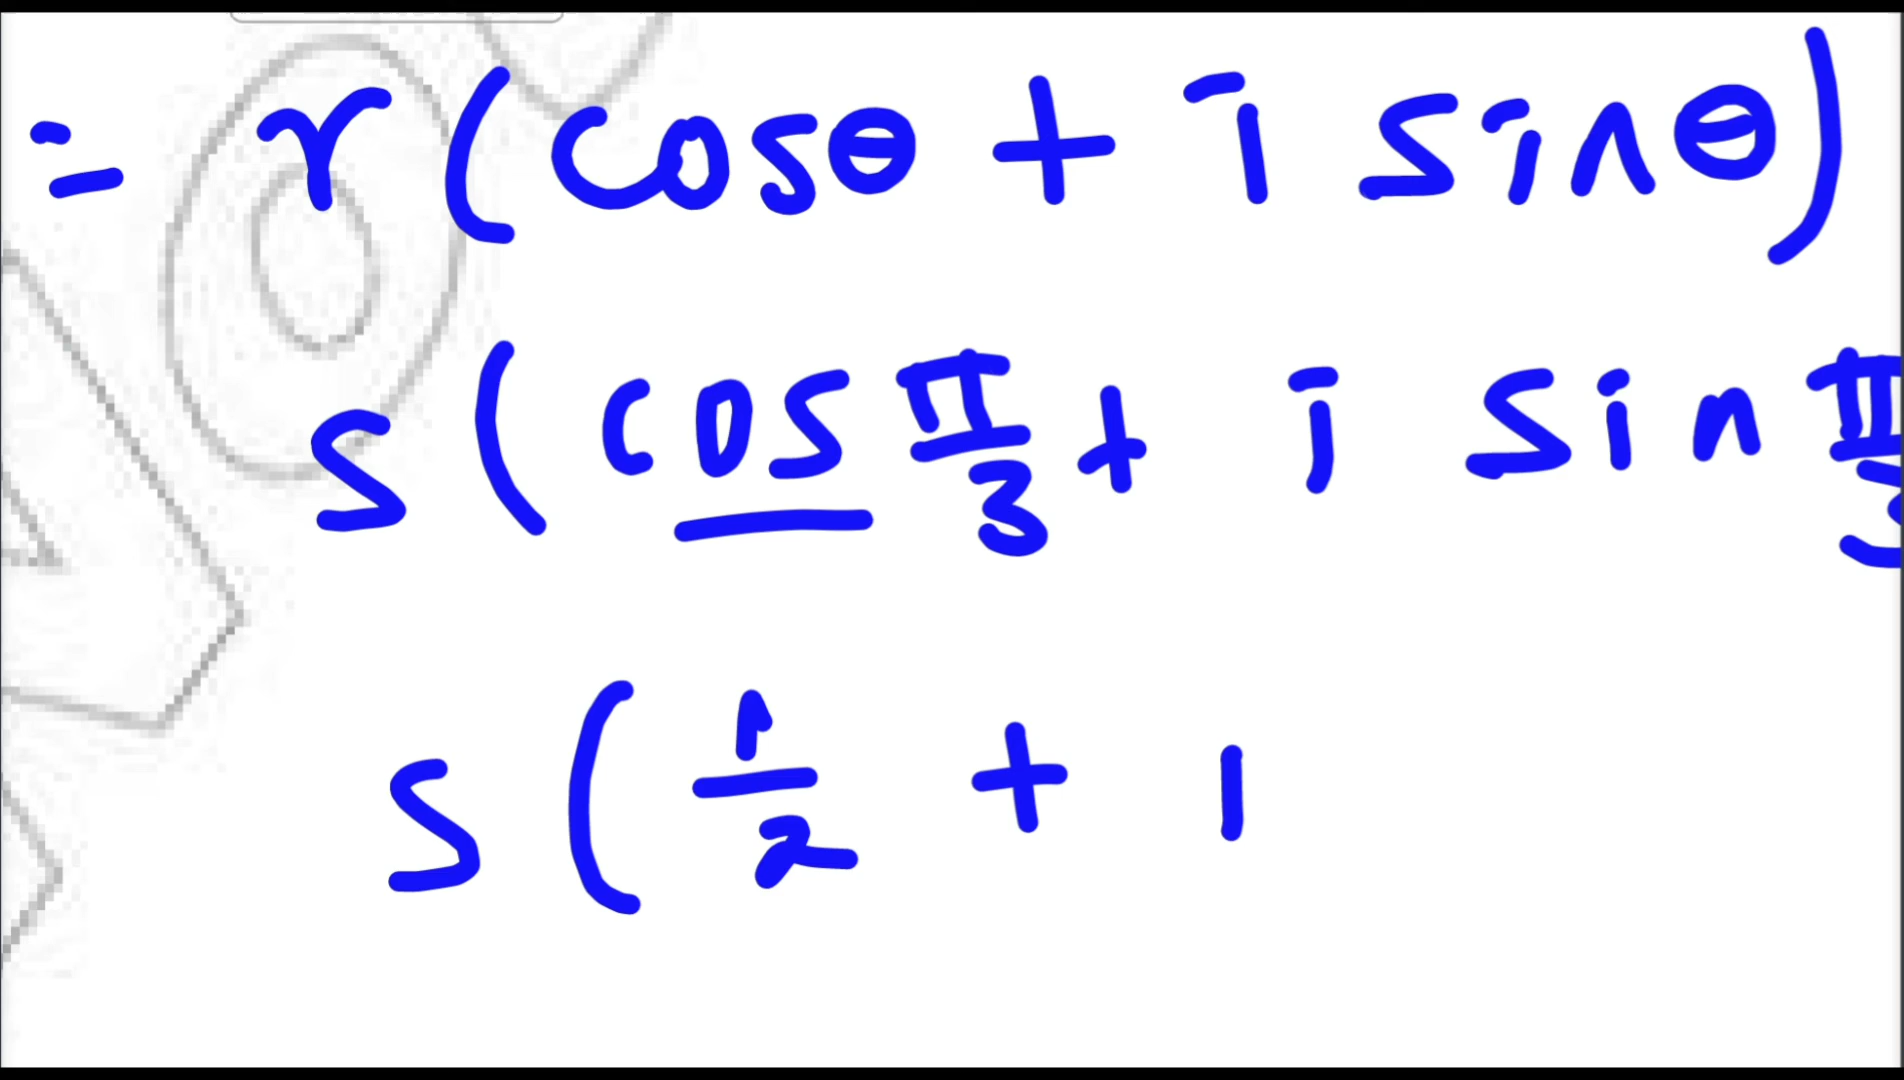 = r (cosθ + i sinθ)
5 ( cos π/3 + i sin π/3
5 ( 1/2 + i